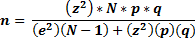 n = (z²) * N * p * q / (e²)(N − 1) + (z²)(p)(q)